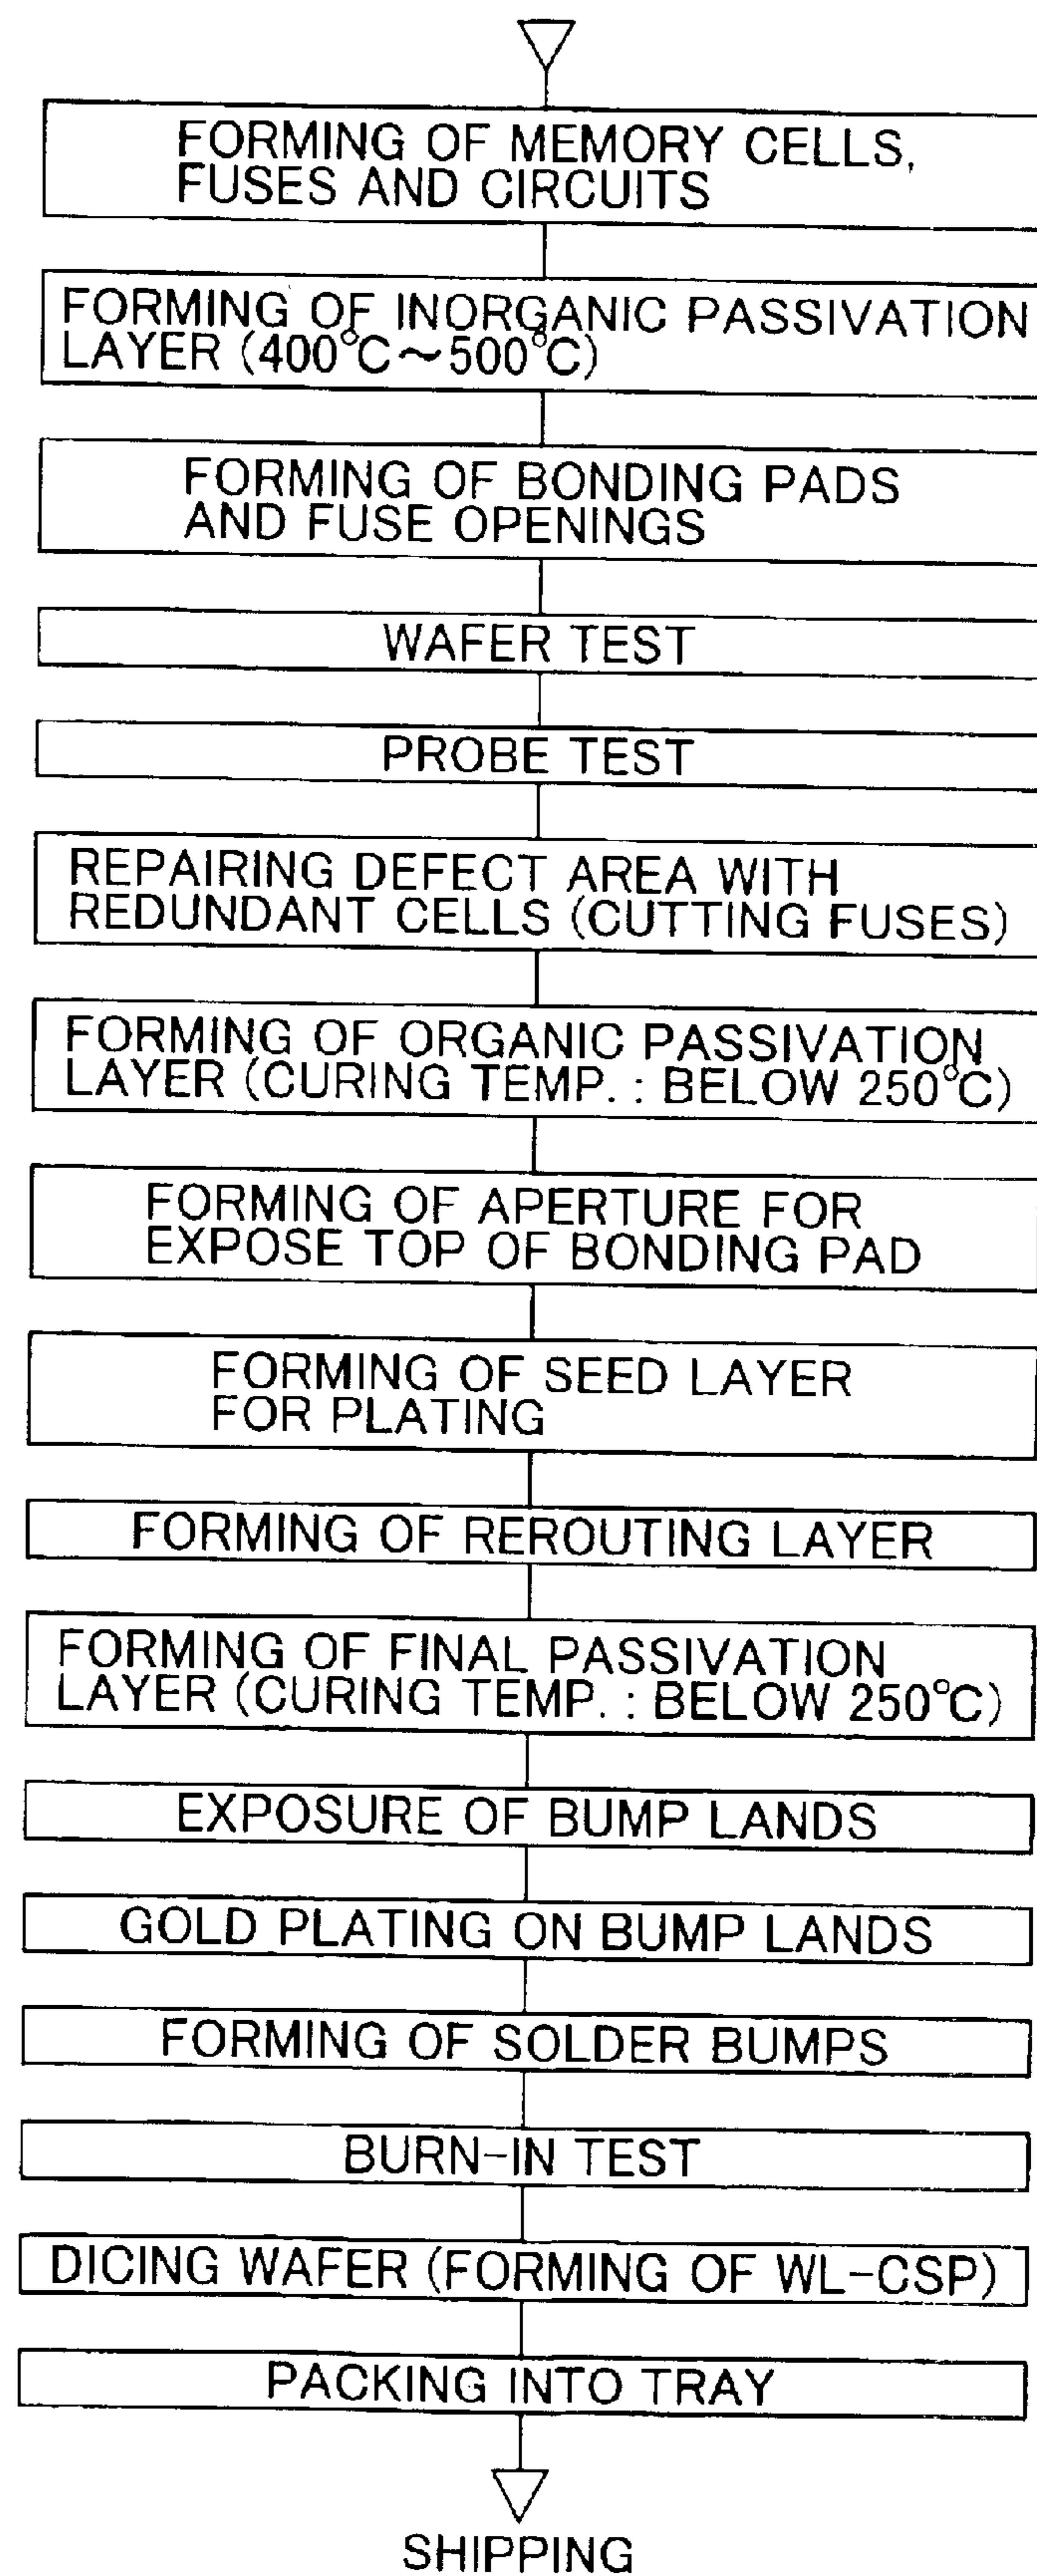 FORMING OF MEMORY CELLS,
FUSES AND CIRCUITS
FORMING OF INORGANIC PASSIVATION
LAYER (400°C～500°C)
FORMING OF BONDING PADS
AND FUSE OPENINGS
WAFER TEST
PROBE TEST
REPAIRING DEFECT AREA WITH
REDUNDANT CELLS (CUTTING FUSES)
FORMING OF ORGANIC PASSIVATION
LAYER (CURING TEMP. : BELOW 250°C)
FORMING OF APERTURE FOR
EXPOSE TOP OF BONDING PAD
FORMING OF SEED LAYER
FOR PLATING
FORMING OF REROUTING LAYER
FORMING OF FINAL PASSIVATION
LAYER (CURING TEMP. : BELOW 250°C)
EXPOSURE OF BUMP LANDS
GOLD PLATING ON BUMP LANDS
FORMING OF SOLDER BUMPS
BURN-IN TEST
DICING WAFER (FORMING OF WL-CSP)
PACKING INTO TRAY
SHIPPING